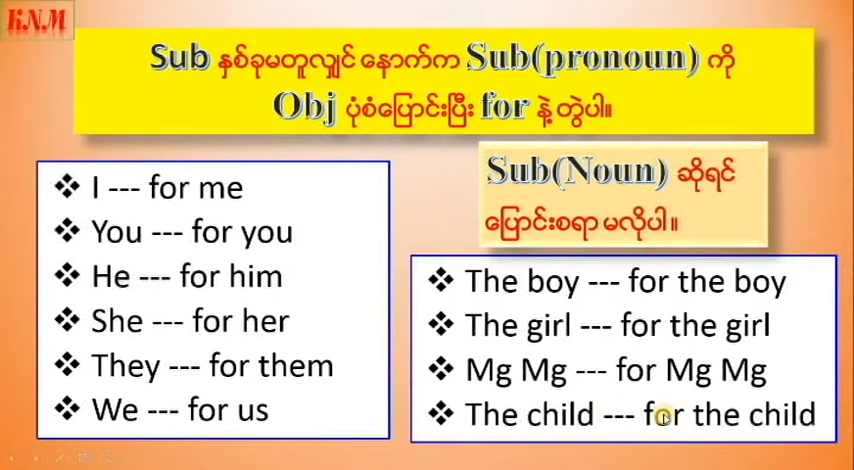 KNM
Sub နှစ်ခုမတူလျှင် နောက်က Sub(pronoun) ကို
Obj ပုံစံပြောင်းပြီး for နဲ့ တွဲပါ။
❖ I --- for me
❖ You --- for you
❖ He --- for him
❖ She --- for her
❖ They --- for them
❖ We --- for us
Sub(Noun) ဆိုရင်
ပြောင်းစရာ မလိုပါ။
❖ The boy --- for the boy
❖ The girl --- for the girl
❖ Mg Mg --- for Mg Mg
❖ The child --- for the child